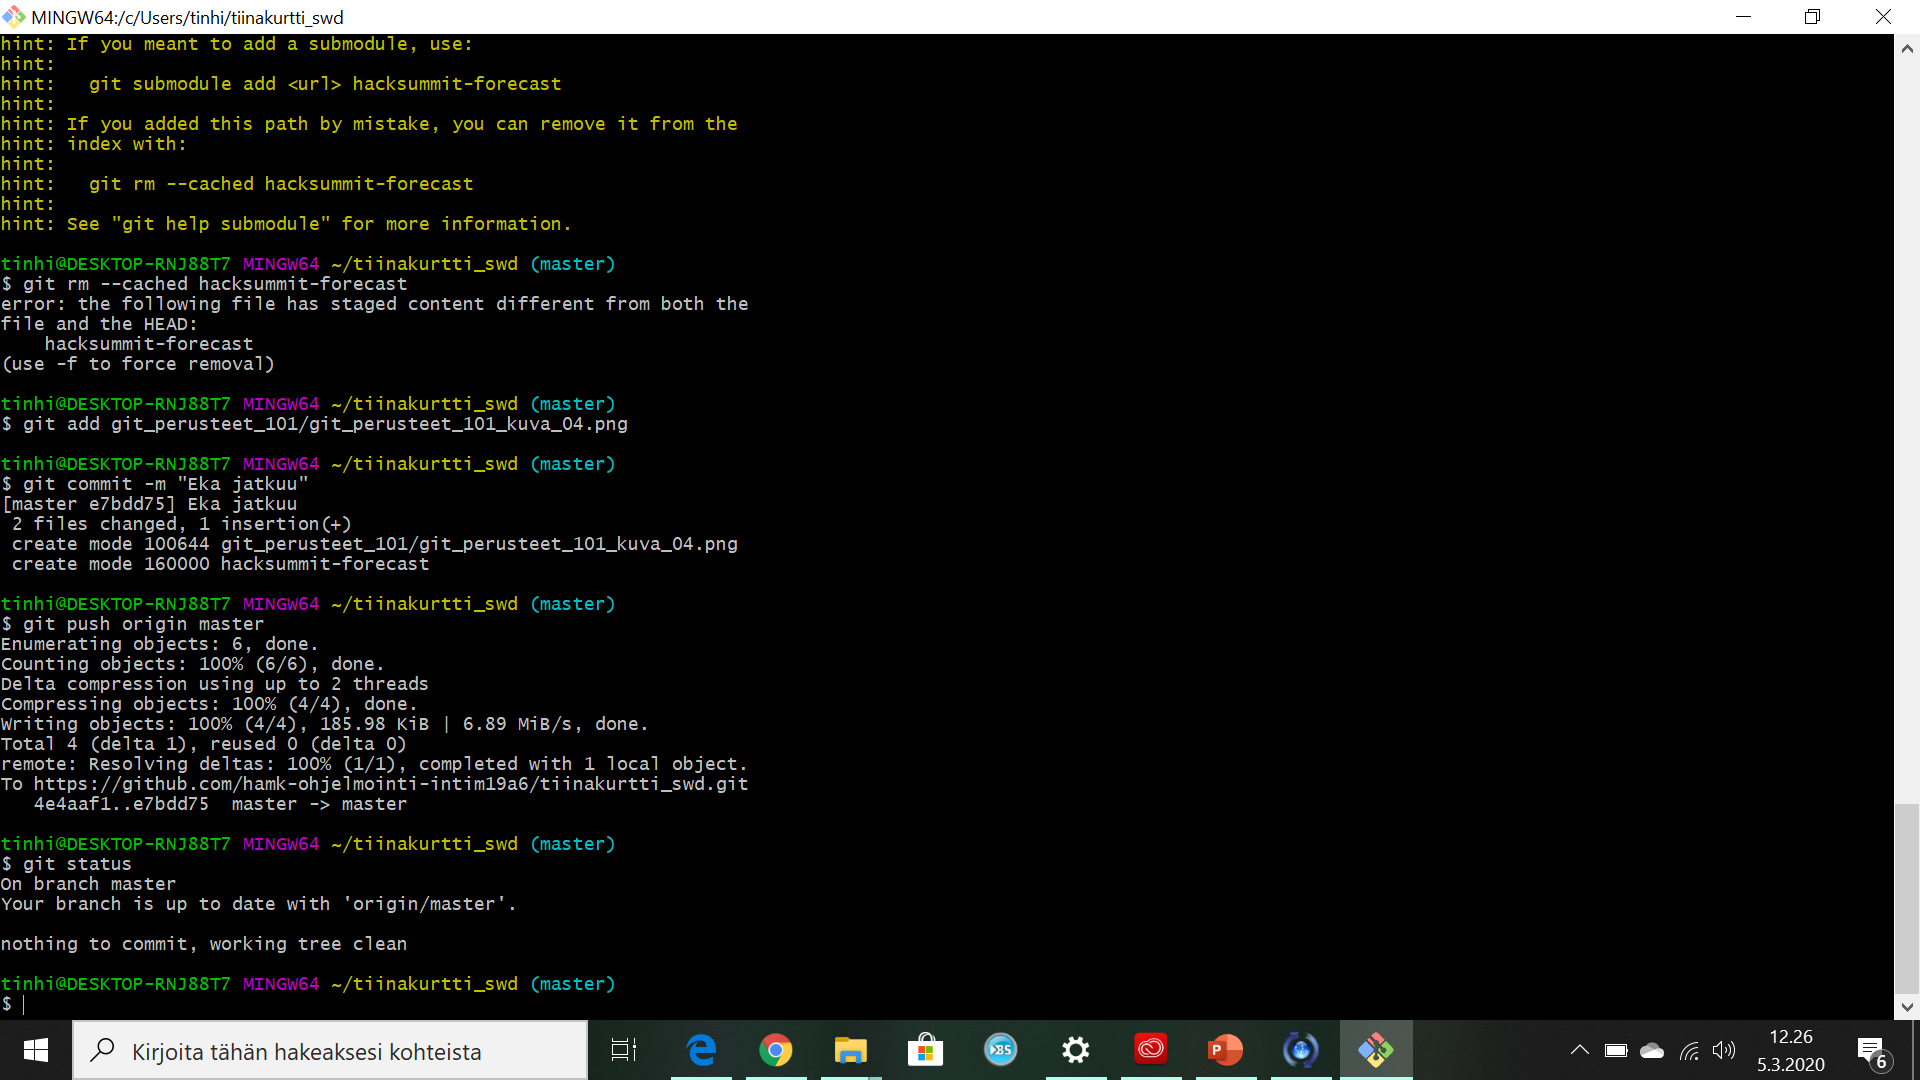 MINGW64:/c/Users/tinhi/tiinakurtti_swd
hint: If you meant to add a submodule, use:
hint:
hint:   git submodule add <url> hacksummit-forecast
hint:
hint: If you added this path by mistake, you can remove it from the
hint: index with:
hint:
hint:   git rm --cached hacksummit-forecast
hint:
hint: See "git help submodule" for more information.
tinhi@DESKTOP-RNJ88T7 MINGW64 ~/tiinakurtti_swd (master)
$ git rm --cached hacksummit-forecast
error: the following file has staged content different from both the
file and the HEAD:
    hacksummit-forecast
(use -f to force removal)
tinhi@DESKTOP-RNJ88T7 MINGW64 ~/tiinakurtti_swd (master)
$ git add git_perusteet_101/git_perusteet_101_kuva_04.png
tinhi@DESKTOP-RNJ88T7 MINGW64 ~/tiinakurtti_swd (master)
$ git commit -m "Eka jatkuu"
[master e7bdd75] Eka jatkuu
 2 files changed, 1 insertion(+)
 create mode 100644 git_perusteet_101/git_perusteet_101_kuva_04.png
 create mode 160000 hacksummit-forecast
tinhi@DESKTOP-RNJ88T7 MINGW64 ~/tiinakurtti_swd (master)
$ git push origin master
Enumerating objects: 6, done.
Counting objects: 100% (6/6), done.
Delta compression using up to 2 threads
Compressing objects: 100% (4/4), done.
Writing objects: 100% (4/4), 185.98 KiB | 6.89 MiB/s, done.
Total 4 (delta 1), reused 0 (delta 0)
remote: Resolving deltas: 100% (1/1), completed with 1 local object.
To https://github.com/hamk-ohjelmointi-intim19a6/tiinakurtti_swd.git
   4e4aaf1..e7bdd75  master -> master
tinhi@DESKTOP-RNJ88T7 MINGW64 ~/tiinakurtti_swd (master)
$ git status
On branch master
Your branch is up to date with 'origin/master'.
nothing to commit, working tree clean
tinhi@DESKTOP-RNJ88T7 MINGW64 ~/tiinakurtti_swd (master)
$
Kirjoita tähän hakeaksesi kohteista
12.26
5.3.2020
6